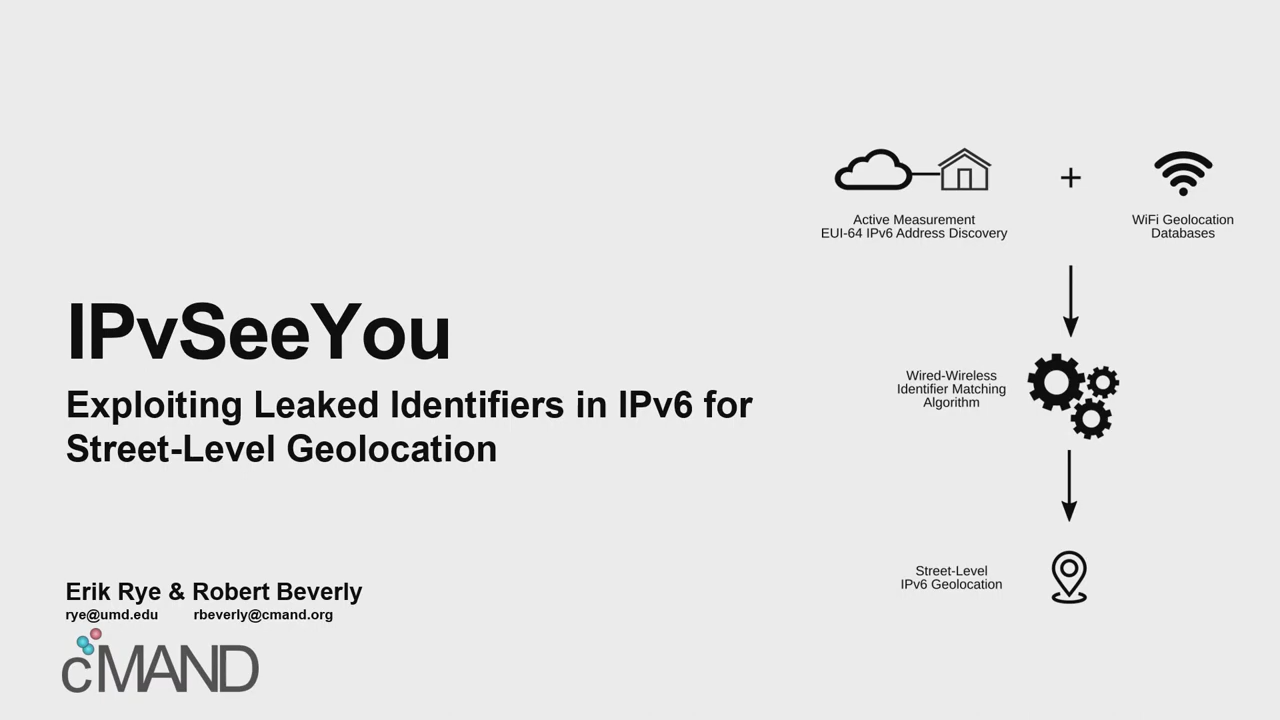 IPvSeeYou
Exploiting Leaked Identifiers in IPv6 for
Street-Level Geolocation
Erik Rye & Robert Beverly
rye@umd.edu rbeverly@cmand.org
cMAND
Active Measurement
EUI-64 IPv6 Address Discovery
+
WiFi Geolocation
Databases
Wired-Wireless
Identifier Matching
Algorithm
Street-Level
IPv6 Geolocation